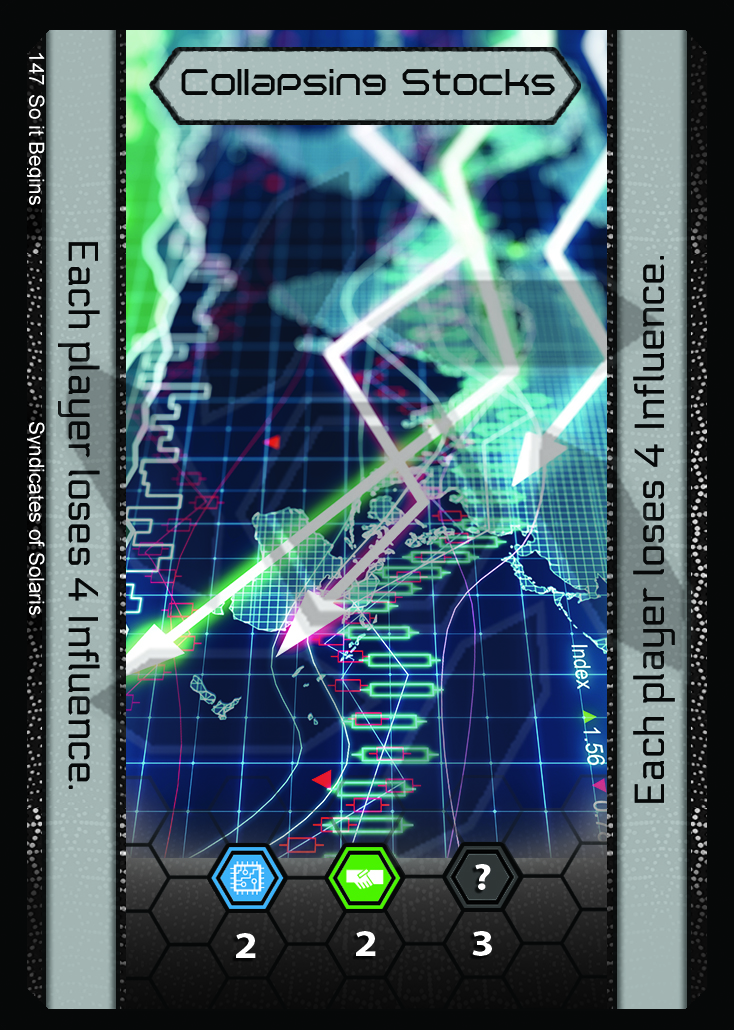 Collapsing Stocks
147 So it Begins
Syndicates of Solaris
Each player loses 4 Influence.
Each player loses 4 Influence.
Index
1.56
?
2
2
3